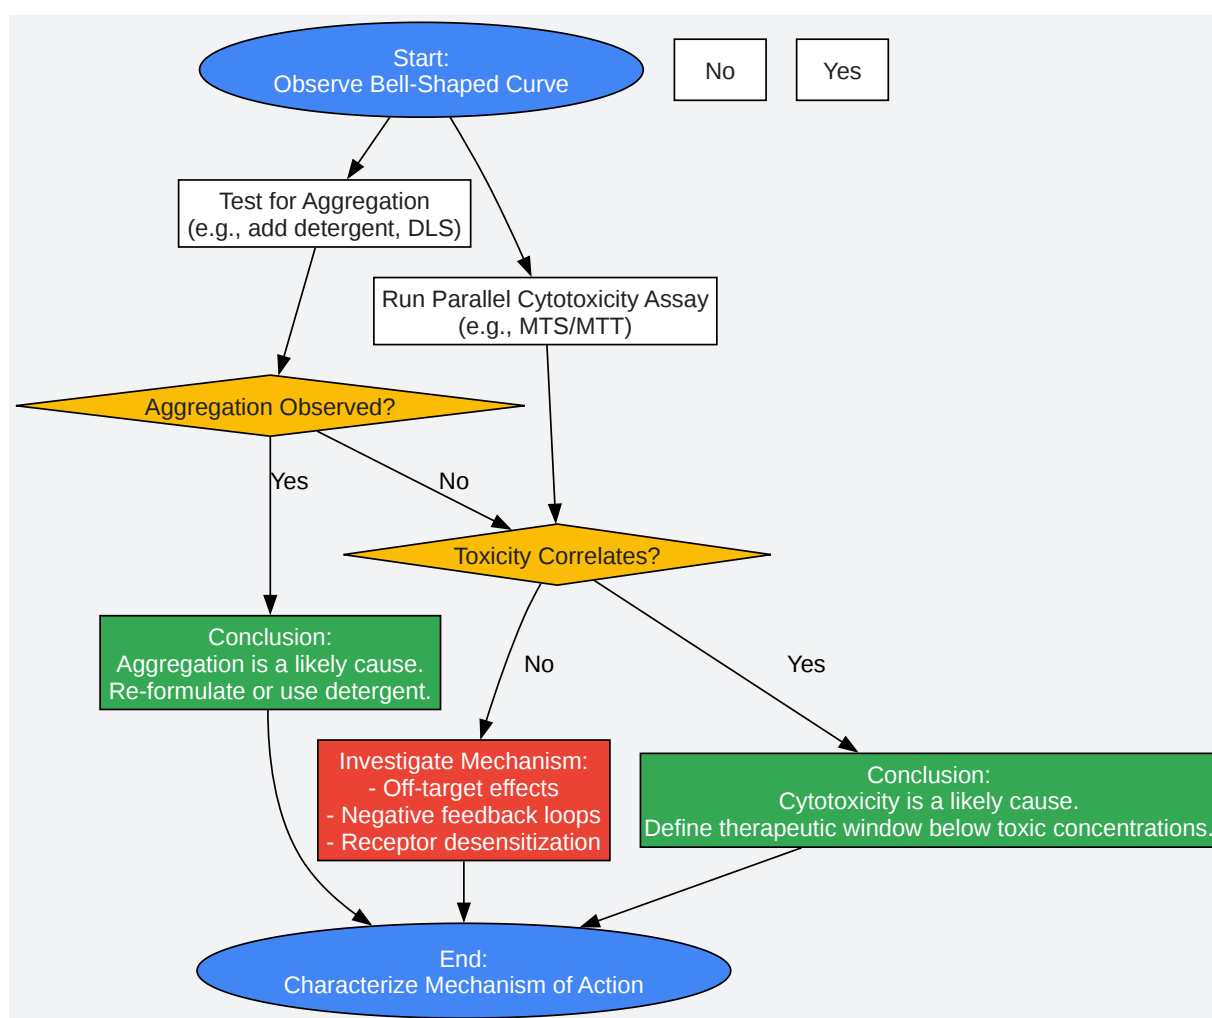 Start:
Observe Bell-Shaped Curve
No
Yes
Test for Aggregation
(e.g., add detergent, DLS)
Run Parallel Cytotoxicity Assay
(e.g., MTS/MTT)
Aggregation Observed?
Yes
No
Toxicity Correlates?
Conclusion:
Aggregation is a likely cause.
Re-formulate or use detergent.
No
Yes
Investigate Mechanism:
- Off-target effects
- Negative feedback loops
- Receptor desensitization
Conclusion:
Cytotoxicity is a likely cause.
Define therapeutic window below toxic concentrations.
End:
Characterize Mechanism of Action